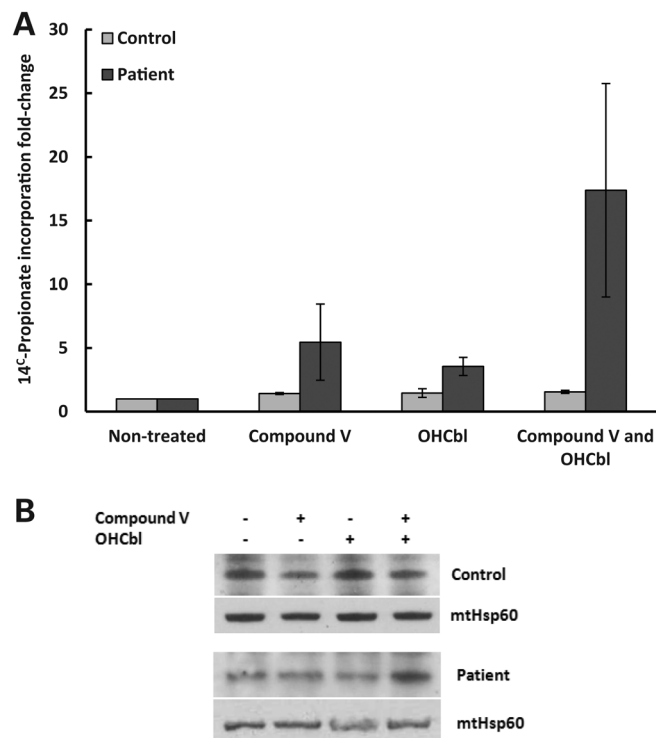 A
30
25
20
15
10
5
0
14ᶜ-Propionate incorporation fold-change
Control
Patient
Non-treated
Compound V
OHCbl
Compound V and
OHCbl
B
Compound V - + - +
OHCbl - - + +
Control
mtHsp60
Patient
mtHsp60